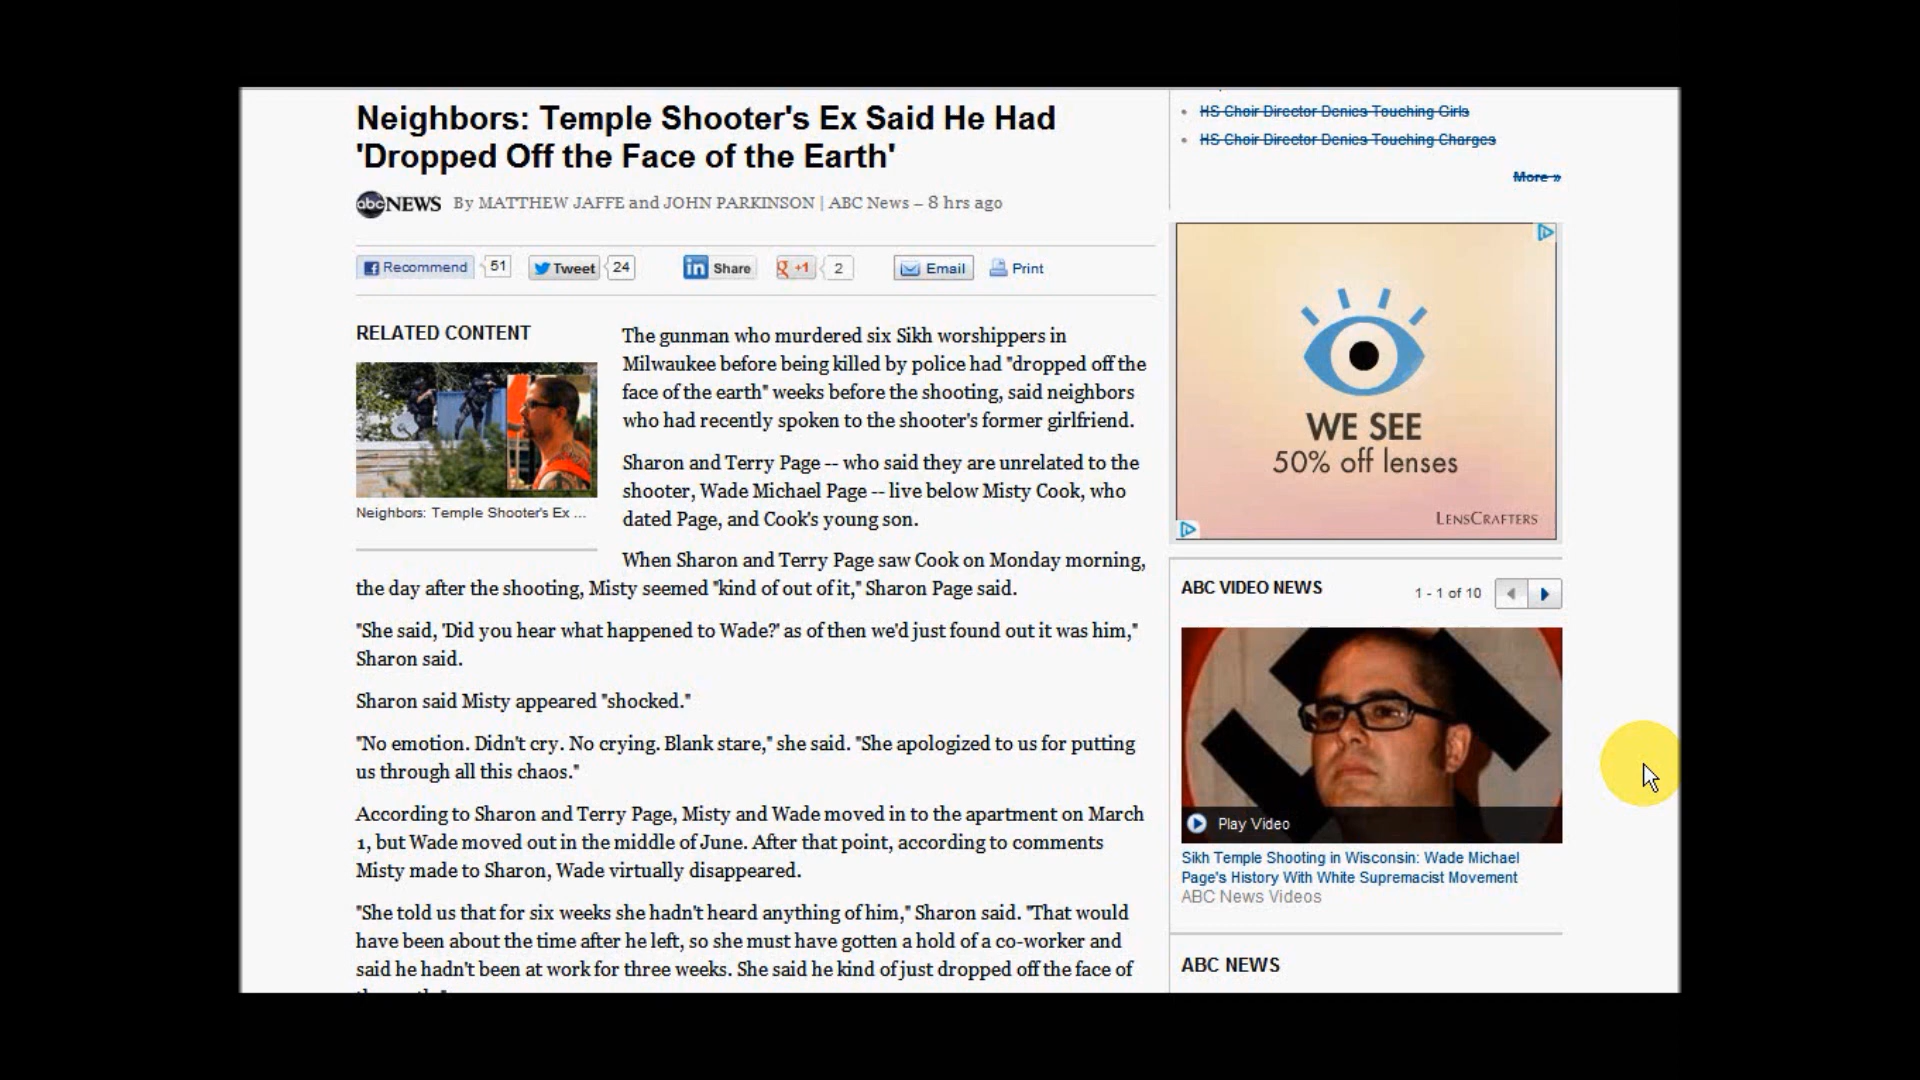 Neighbors: Temple Shooter's Ex Said He Had
'Dropped Off the Face of the Earth'
abc NEWS By MATTHEW JAFFE and JOHN PARKINSON | ABC News – 8 hrs ago
Recommend 51 Tweet 24 in Share g +1 2 Email Print
RELATED CONTENT
Neighbors: Temple Shooter's Ex ...
The gunman who murdered six Sikh worshippers in
Milwaukee before being killed by police had "dropped off the
face of the earth" weeks before the shooting, said neighbors
who had recently spoken to the shooter's former girlfriend.
Sharon and Terry Page -- who said they are unrelated to the
shooter, Wade Michael Page -- live below Misty Cook, who
dated Page, and Cook's young son.
When Sharon and Terry Page saw Cook on Monday morning,
the day after the shooting, Misty seemed "kind of out of it," Sharon Page said.
"She said, 'Did you hear what happened to Wade?' as of then we'd just found out it was him,"
Sharon said.
Sharon said Misty appeared "shocked."
"No emotion. Didn't cry. No crying. Blank stare," she said. "She apologized to us for putting
us through all this chaos."
According to Sharon and Terry Page, Misty and Wade moved in to the apartment on March
1, but Wade moved out in the middle of June. After that point, according to comments
Misty made to Sharon, Wade virtually disappeared.
"She told us that for six weeks she hadn't heard anything of him," Sharon said. "That would
have been about the time after he left, so she must have gotten a hold of a co-worker and
said he hadn't been at work for three weeks. She said he kind of just dropped off the face of
HS Choir Director Denies Touching Girls
HS Choir Director Denies Touching Charges
More »
WE SEE
50% off lenses
LENSCRAFTERS
ABC VIDEO NEWS 1 - 1 of 10
Play Video
Sikh Temple Shooting in Wisconsin: Wade Michael
Page's History With White Supremacist Movement
ABC News Videos
ABC NEWS